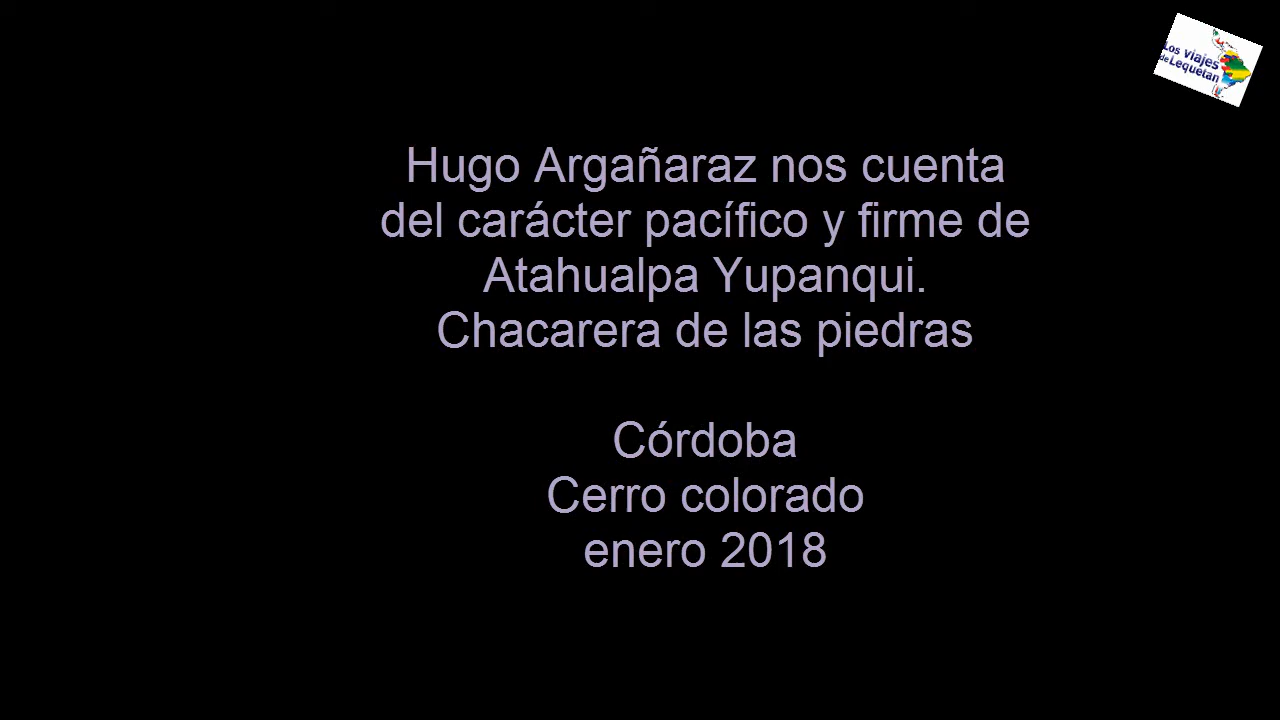 Los viajes
de Lequetan
Hugo Argañaraz nos cuenta
del carácter pacífico y firme de
Atahualpa Yupanqui.
Chacarera de las piedras
Córdoba
Cerro colorado
enero 2018